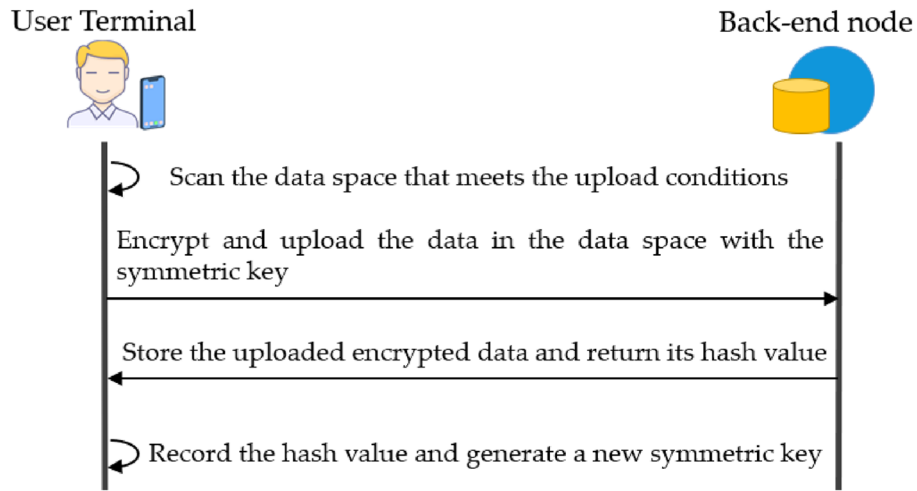 User Terminal
Back-end node
Scan the data space that meets the upload conditions
Encrypt and upload the data in the data space with the
symmetric key
Store the uploaded encrypted data and return its hash value
Record the hash value and generate a new symmetric key